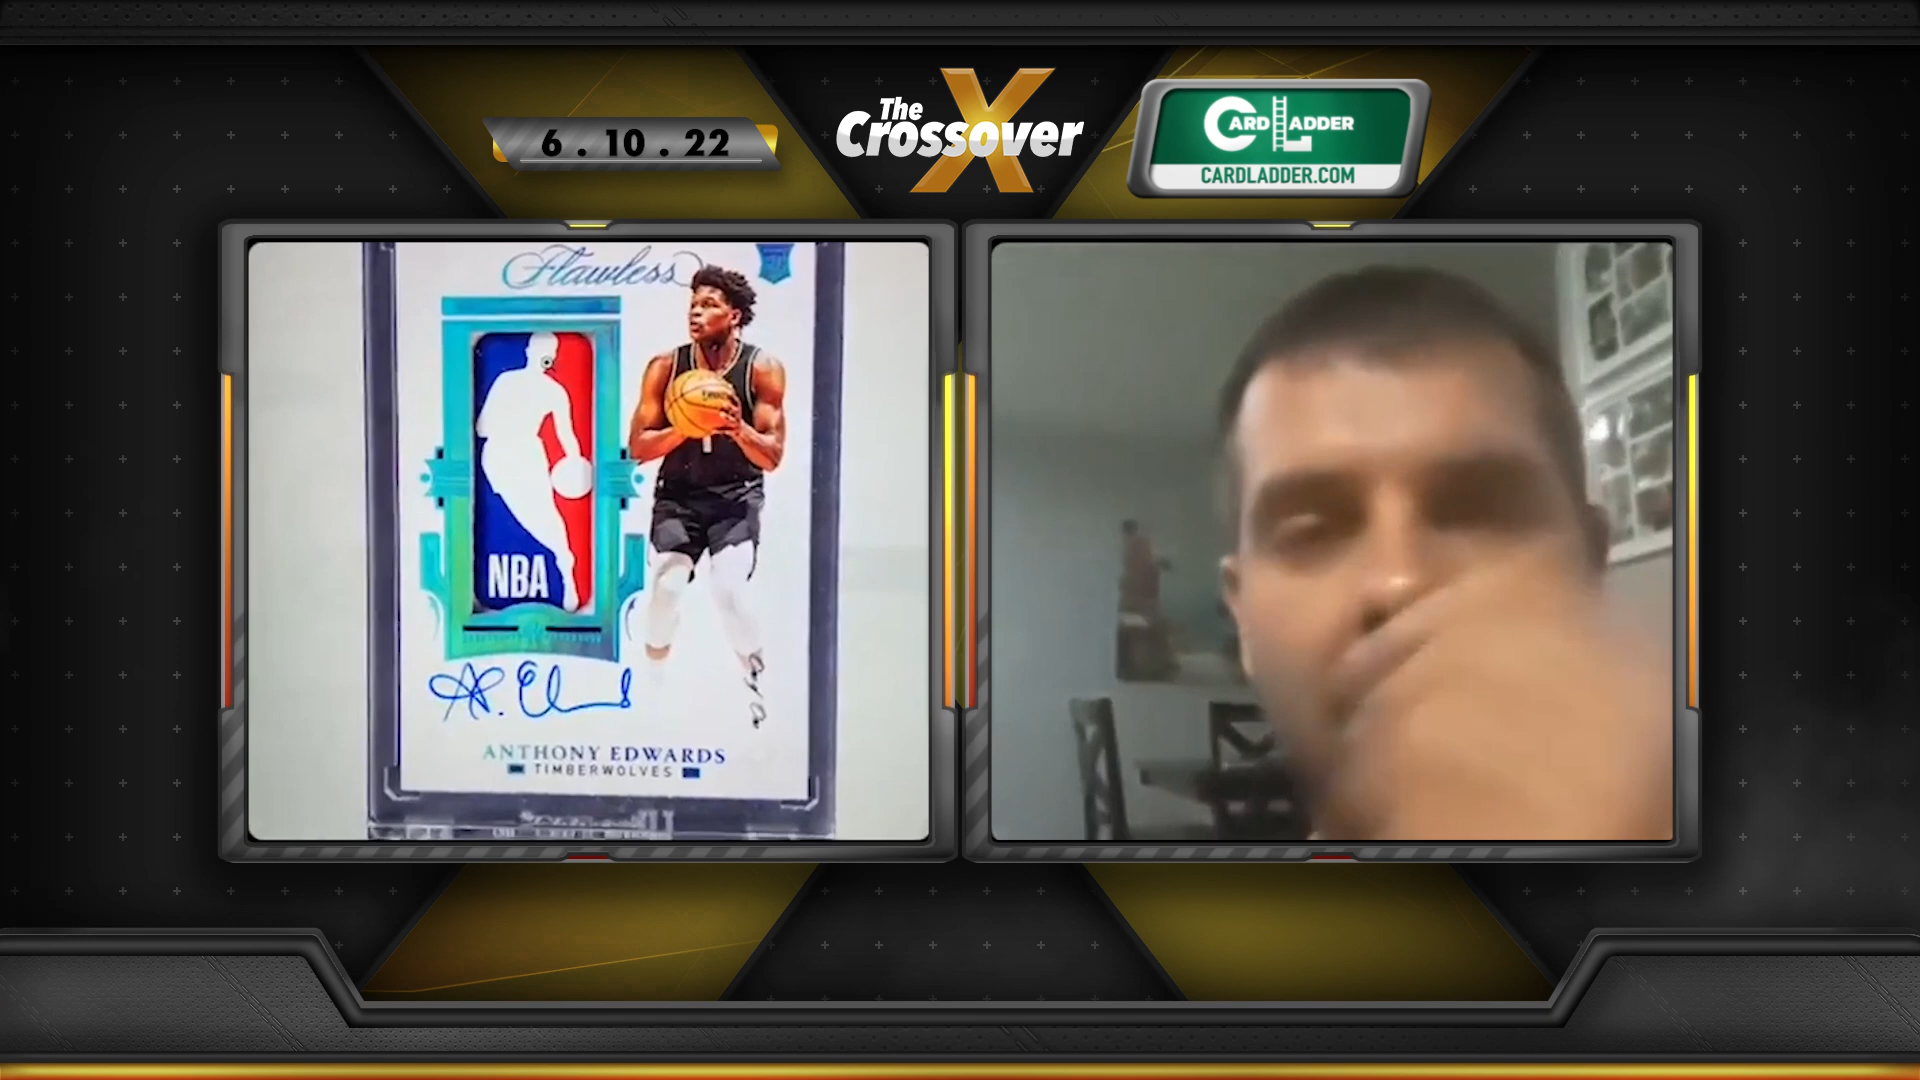 6 . 10 . 22
The
Crossover
X
CARD LADDER
CARDLADDER.COM
Flawless
NBA
ANTHONY EDWARDS
TIMBERWOLVES